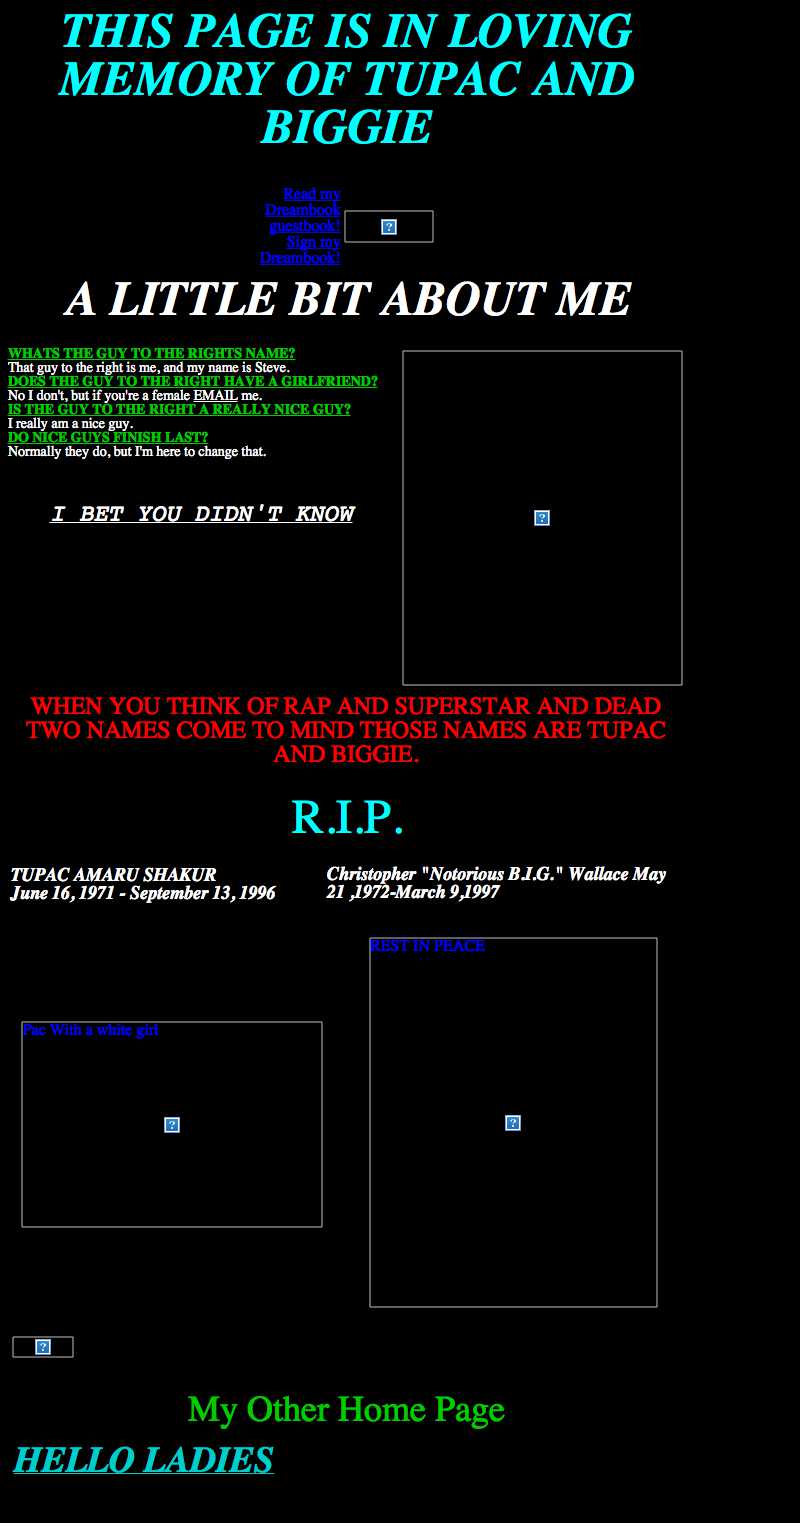 THIS PAGE IS IN LOVING
MEMORY OF TUPAC AND
BIGGIE
Read my
Dreambook
guestbook!
Sign my
Dreambook!
A LITTLE BIT ABOUT ME
WHATS THE GUY TO THE RIGHTS NAME?
That guy to the right is me, and my name is Steve.
DOES THE GUY TO THE RIGHT HAVE A GIRLFRIEND?
No I don't, but if you're a female EMAIL me.
IS THE GUY TO THE RIGHT A REALLY NICE GUY?
I really am a nice guy.
DO NICE GUYS FINISH LAST?
Normally they do, but I'm here to change that.
I BET YOU DIDN'T KNOW
WHEN YOU THINK OF RAP AND SUPERSTAR AND DEAD
TWO NAMES COME TO MIND THOSE NAMES ARE TUPAC
AND BIGGIE.
R.I.P.
TUPAC AMARU SHAKUR
June 16, 1971 - September 13, 1996
Christopher "Notorious B.I.G." Wallace May
21 ,1972-March 9,1997
REST IN PEACE
Pac With a white girl
My Other Home Page
HELLO LADIES